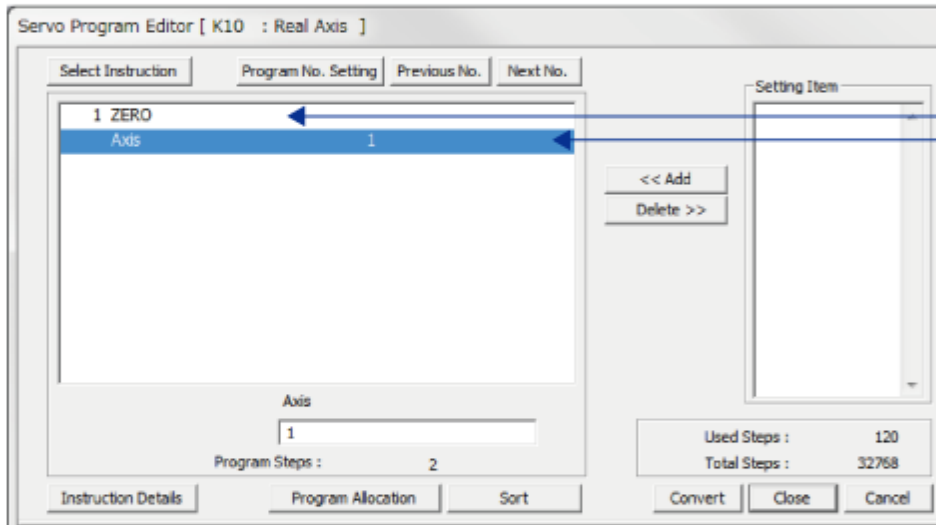 Servo Program Editor [ K10 : Real Axis ]
Select Instruction Program No. Setting Previous No. Next No.
Setting Item
1 ZERO
Axis 1
<< Add
Delete >>
Axis
1
Program Steps : 2
Used Steps : 120
Total Steps : 32768
Instruction Details Program Allocation Sort Convert Close Cancel